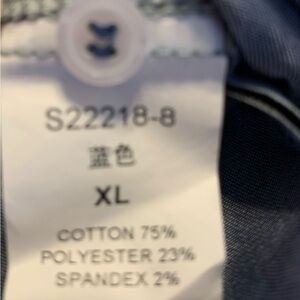 S22218-8
蓝色
XL
COTTON 75%
POLYESTER 23%
SPANDEX 2%